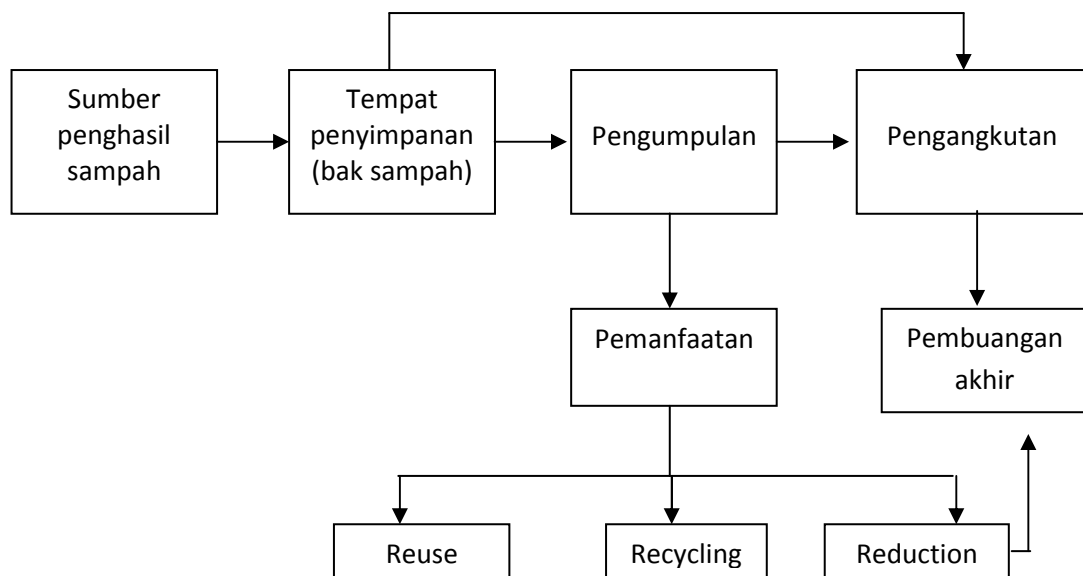 Sumber
penghasil
sampah
Tempat
penyimpanan
(bak sampah)
Pengumpulan
Pengangkutan
Pemanfaatan
Pembuangan
akhir
Reuse
Recycling
Reduction